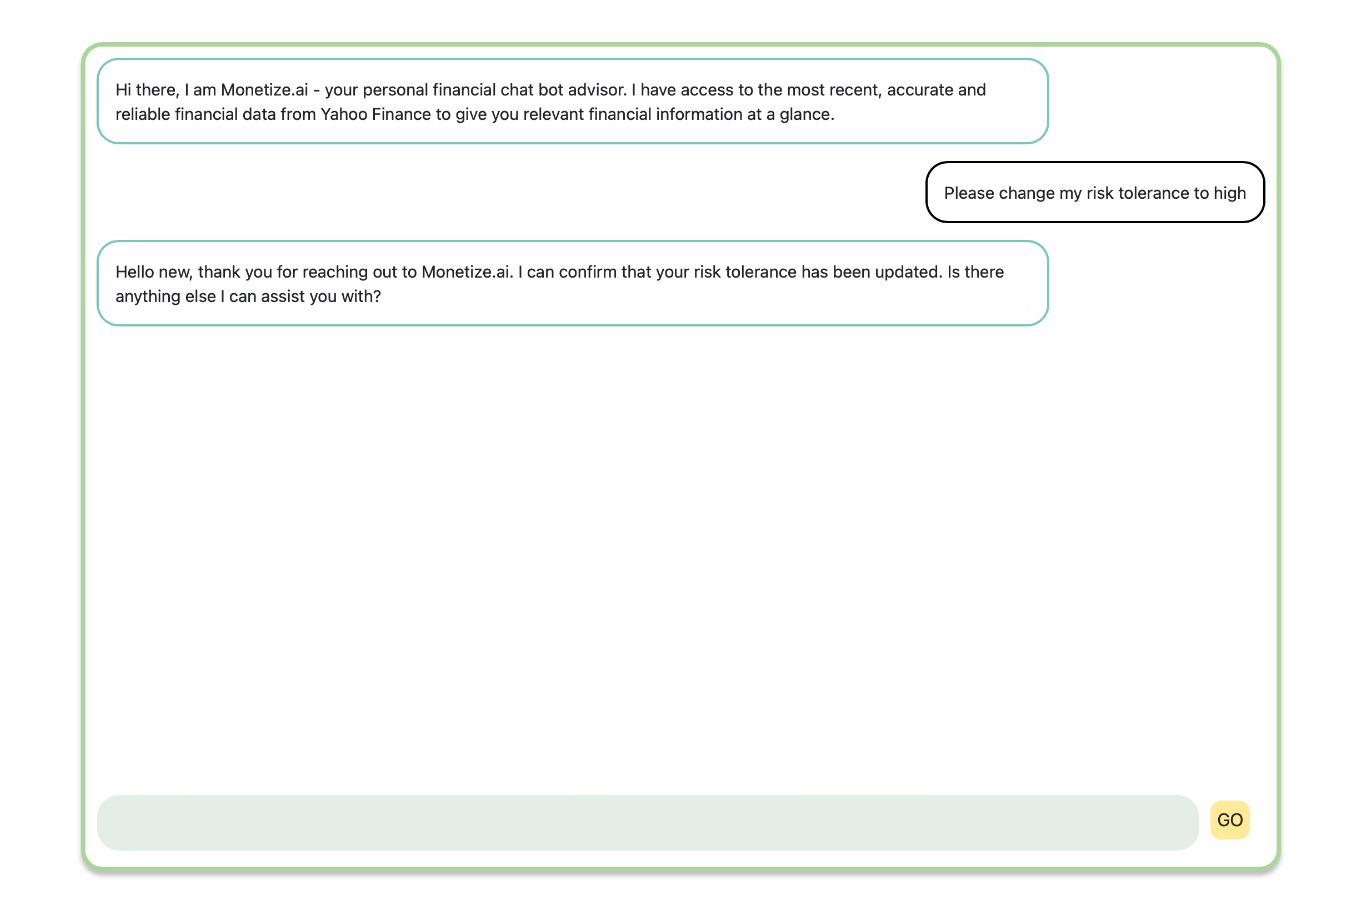 Hi there, I am Monetize.ai - your personal financial chat bot advisor. I have access to the most recent, accurate and
reliable financial data from Yahoo Finance to give you relevant financial information at a glance.
Please change my risk tolerance to high
Hello new, thank you for reaching out to Monetize.ai. I can confirm that your risk tolerance has been updated. Is there
anything else I can assist you with?
GO